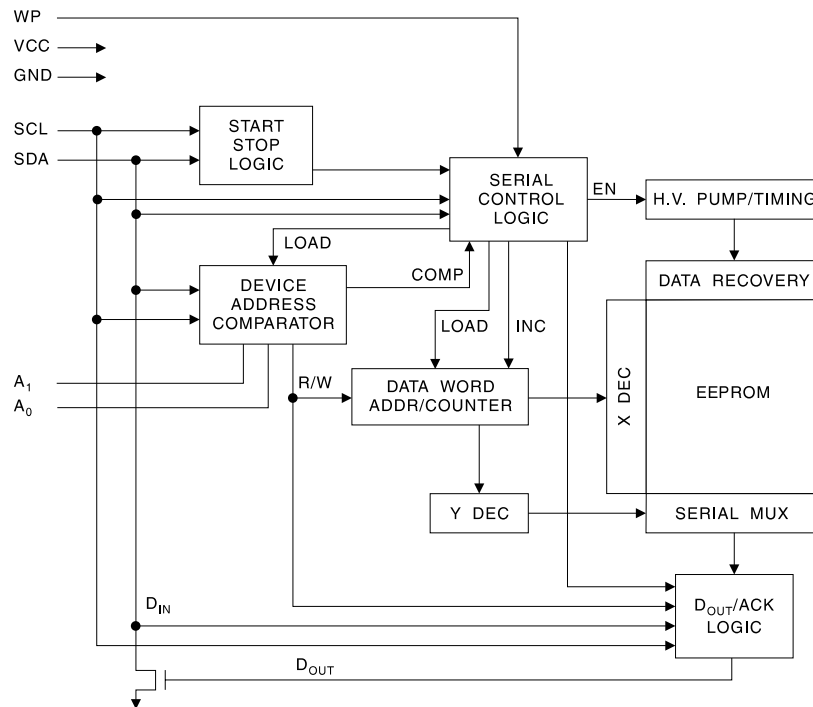 WP
VCC
GND
SCL
SDA
START
STOP
LOGIC
SERIAL
CONTROL
LOGIC
EN
H.V. PUMP/TIMING
LOAD
COMP
DEVICE
ADDRESS
COMPARATOR
DATA RECOVERY
LOAD
INC
A1
A0
R/W
DATA WORD
ADDR/COUNTER
X DEC
EEPROM
Y DEC
SERIAL MUX
DIN
DOUT/ACK
LOGIC
DOUT